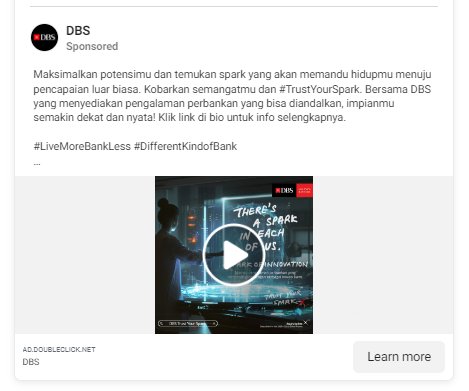 DBS
DBS
Sponsored
Maksimalkan potensimu dan temukan spark yang akan memandu hidupmu menuju
pencapaian luar biasa. Kobarkan semangatmu dan #TrustYourSpark. Bersama DBS
yang menyediakan pengalaman perbankan yang bisa diandalkan, impianmu
semakin dekat dan nyata! Klik link di bio untuk info selengkapnya.
#LiveMoreBankLess #DifferentKindofBank
...
DBS
THERE'S
A SPARK
IN EACH
OF US.
ARK OF INNOVATION
TRUST YOUR
SPARK
DBS Trust Your Spark
AD.DOUBLECLICK.NET
DBS
Learn more